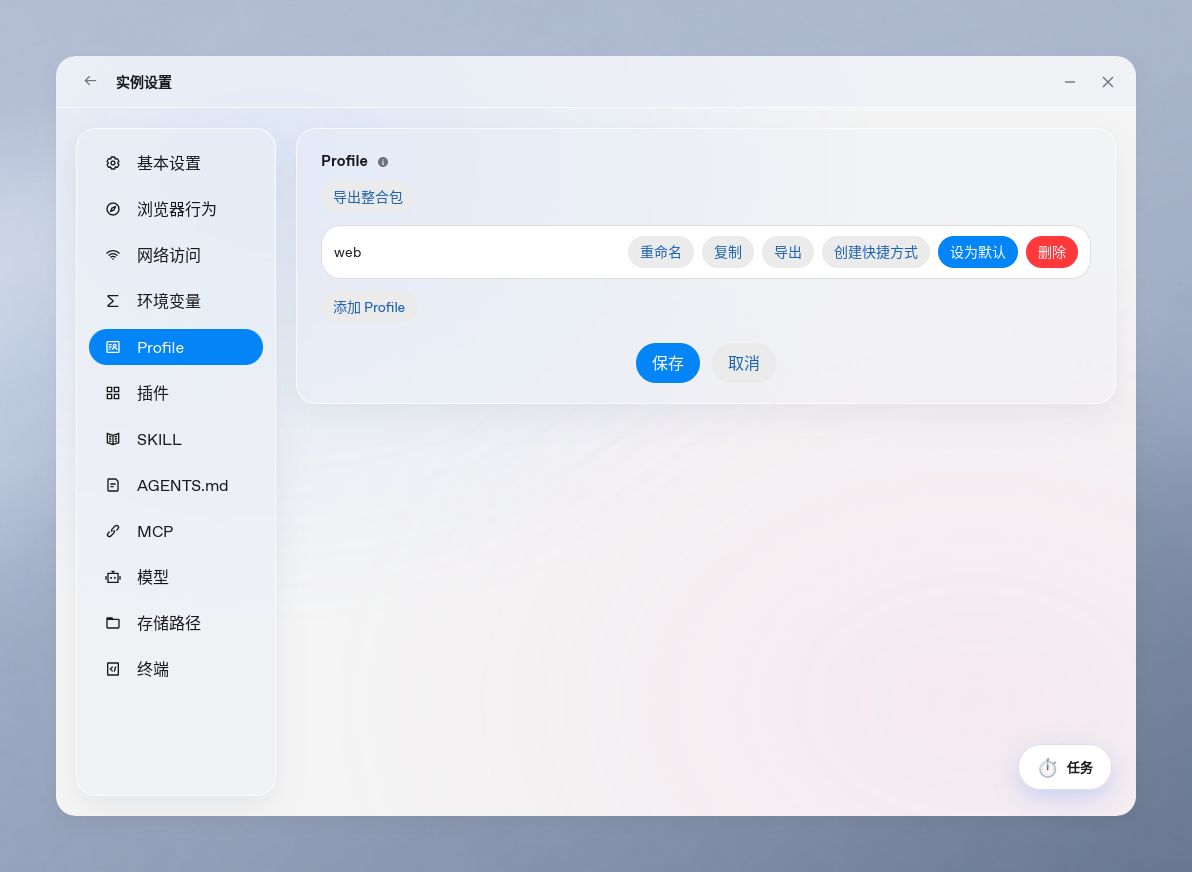 实例设置
基本设置
浏览器行为
网络访问
环境变量
Profile
插件
SKILL
AGENTS.md
MCP
模型
存储路径
终端
Profile
导出整合包
web 重命名 复制 导出 创建快捷方式 设为默认 删除
添加 Profile
保存 取消
任务